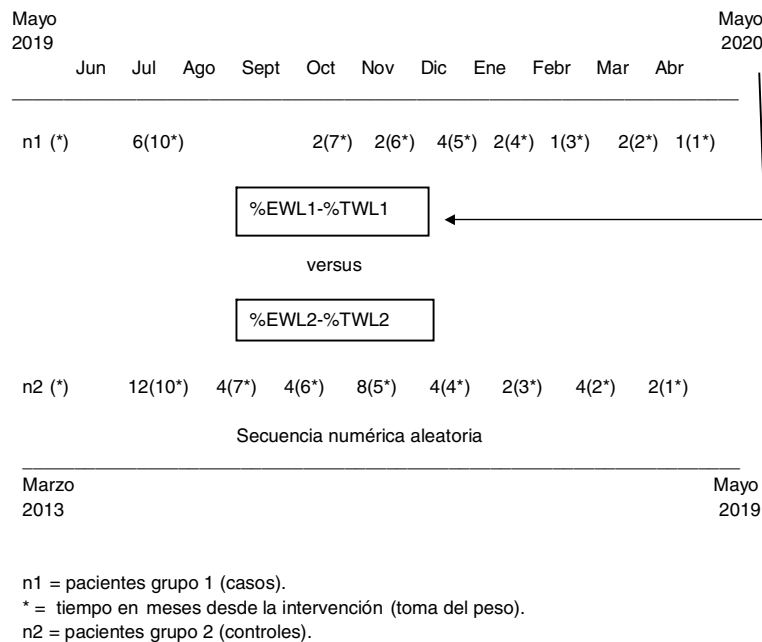 Mayo Mayo
2019 2020
Jun Jul Ago Sept Oct Nov Dic Ene Febr Mar Abr
n1 (*) 6(10*) 2(7*) 2(6*) 4(5*) 2(4*) 1(3*) 2(2*) 1(1*)
%EWL1-%TWL1
versus
%EWL2-%TWL2
n2 (*) 12(10*) 4(7*) 4(6*) 8(5*) 4(4*) 2(3*) 4(2*) 2(1*)
Secuencia numérica aleatoria
Marzo Mayo
2013 2019
n1 = pacientes grupo 1 (casos).
* = tiempo en meses desde la intervención (toma del peso).
n2 = pacientes grupo 2 (controles).